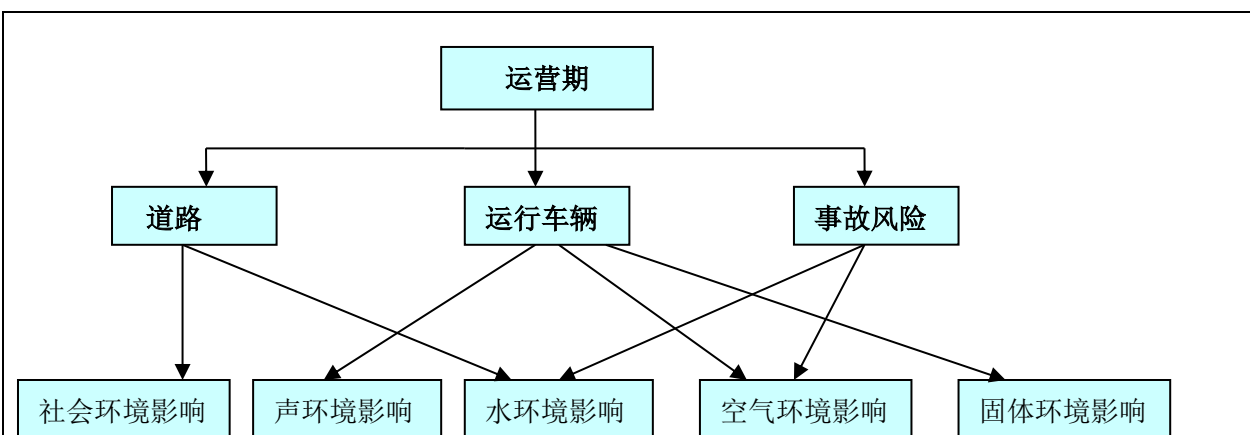 运营期
道路
运行车辆
事故风险
社会环境影响
声环境影响
水环境影响
空气环境影响
固体环境影响